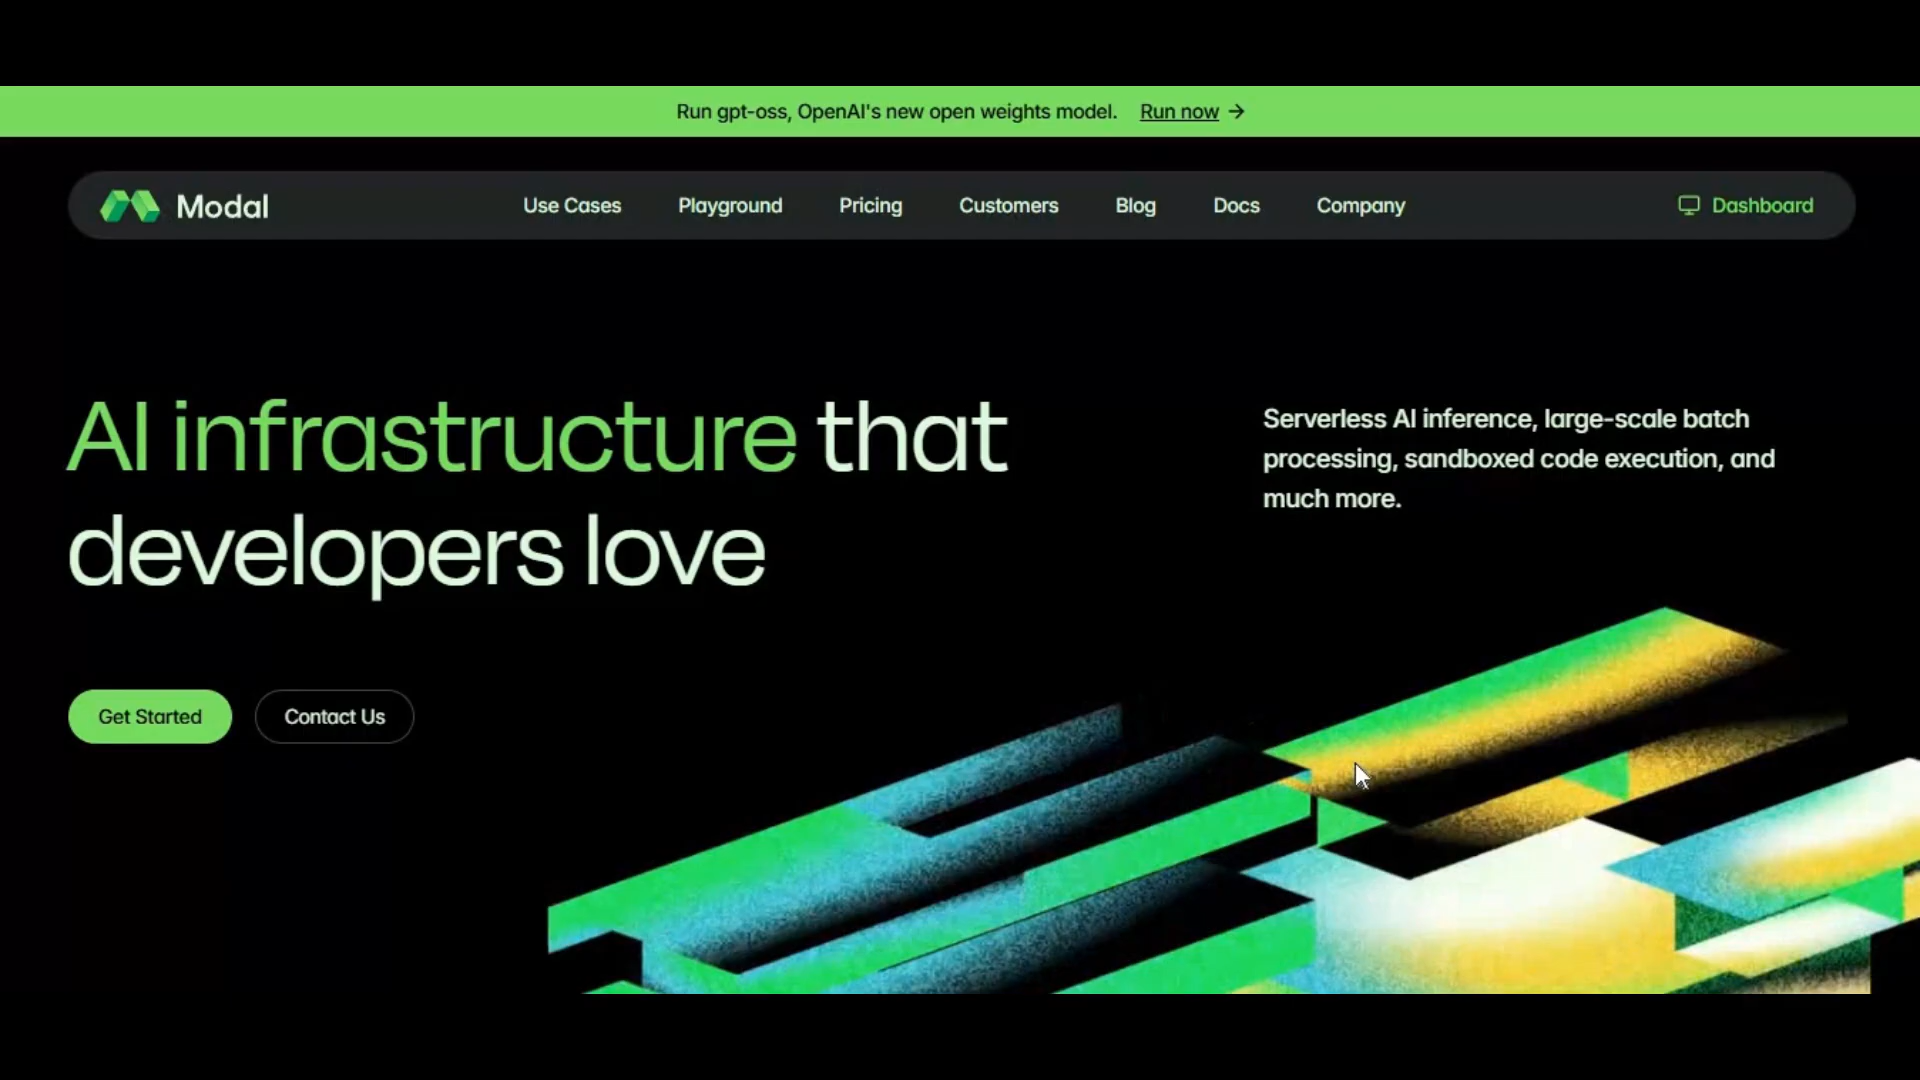 Run gpt-oss, OpenAI's new open weights model. Run now →
Modal
Use Cases Playground Pricing Customers Blog Docs Company
Dashboard
AI infrastructure that
developers love
Serverless AI inference, large-scale batch
processing, sandboxed code execution, and
much more.
Get Started
Contact Us